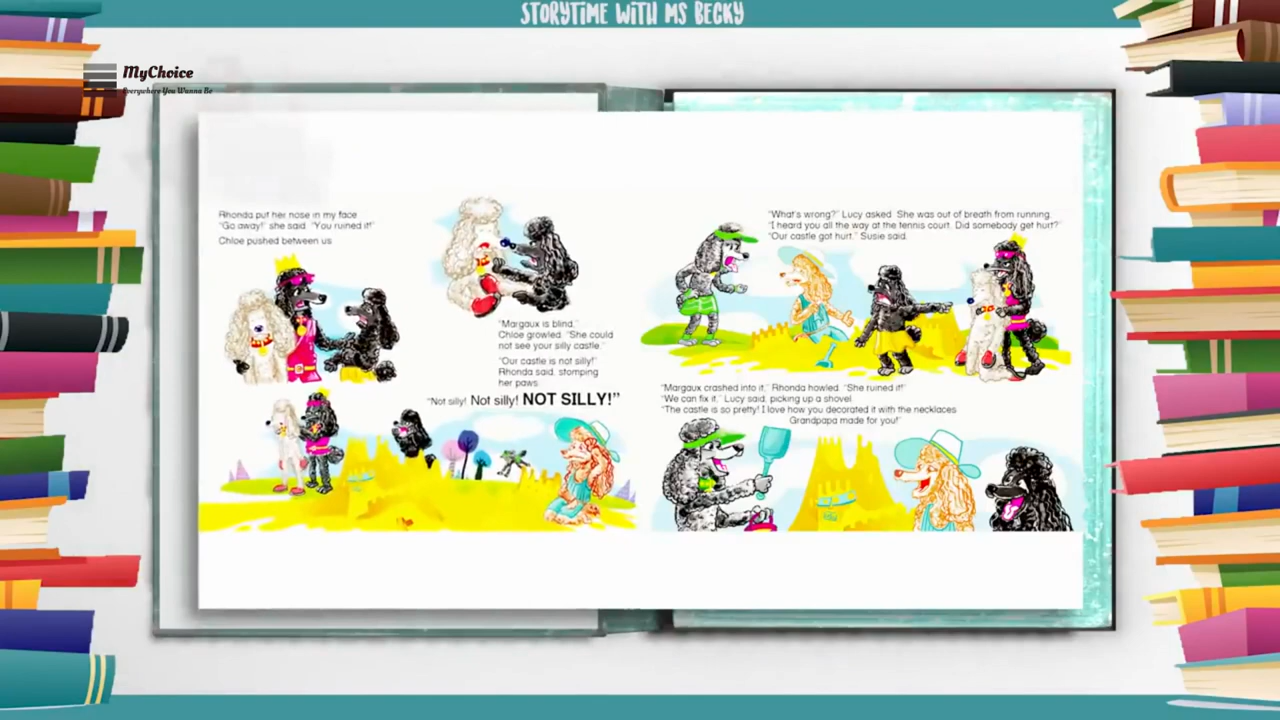 STORYTIME WITH MS BECKY
MyChoice
Everywhere You Wanna Be
Rhonda put her nose in my face
"Go away!" she said. "You ruined it!"
Chloe pushed between us
"Margaux is blind,"
Chloe growled. "She could
not see your silly castle."
"Our castle is not silly!"
Rhonda said, stomping
her paws.
"Not silly! Not silly! NOT SILLY!"
"What's wrong?" Lucy asked. She was out of breath from running.
"I heard you all the way at the tennis court. Did somebody get hurt?"
"Our castle got hurt." Susie said.
"Margaux crashed into it," Rhonda howled. "She ruined it!"
"We can fix it," Lucy said, picking up a shovel.
"The castle is so pretty! I love how you decorated it with the necklaces
Grandpapa made for you!"